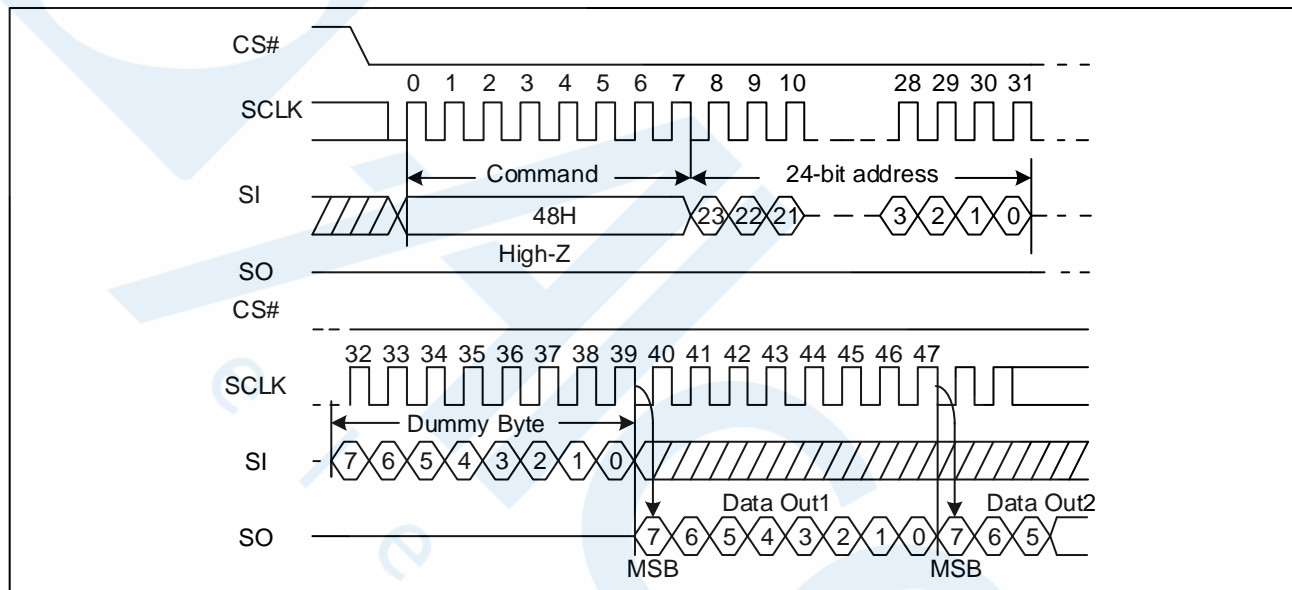 CS#
0 1 2 3 4 5 6 7 8 9 10 28 29 30 31
SCLK
Command 24-bit address
SI
48H 23 22 21 3 2 1 0
High-Z
SO
CS#
32 33 34 35 36 37 38 39 40 41 42 43 44 45 46 47
SCLK
Dummy Byte
SI 7 6 5 4 3 2 1 0
Data Out1 Data Out2
SO 7 6 5 4 3 2 1 0 7 6 5
MSB MSB